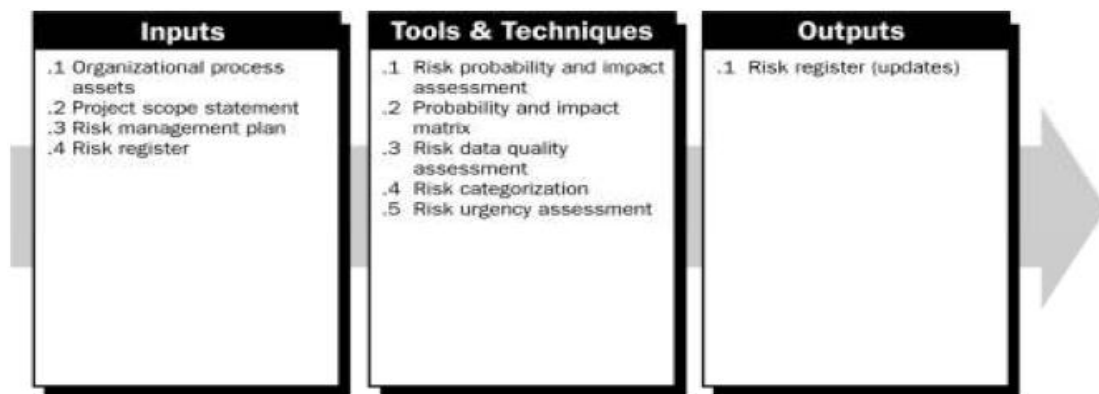 Inputs
.1 Organizational process
assets
.2 Project scope statement
.3 Risk management plan
.4 Risk register
Tools & Techniques
.1 Risk probability and impact
assessment
.2 Probability and impact
matrix
.3 Risk data quality
assessment
.4 Risk categorization
.5 Risk urgency assessment
Outputs
.1 Risk register (updates)